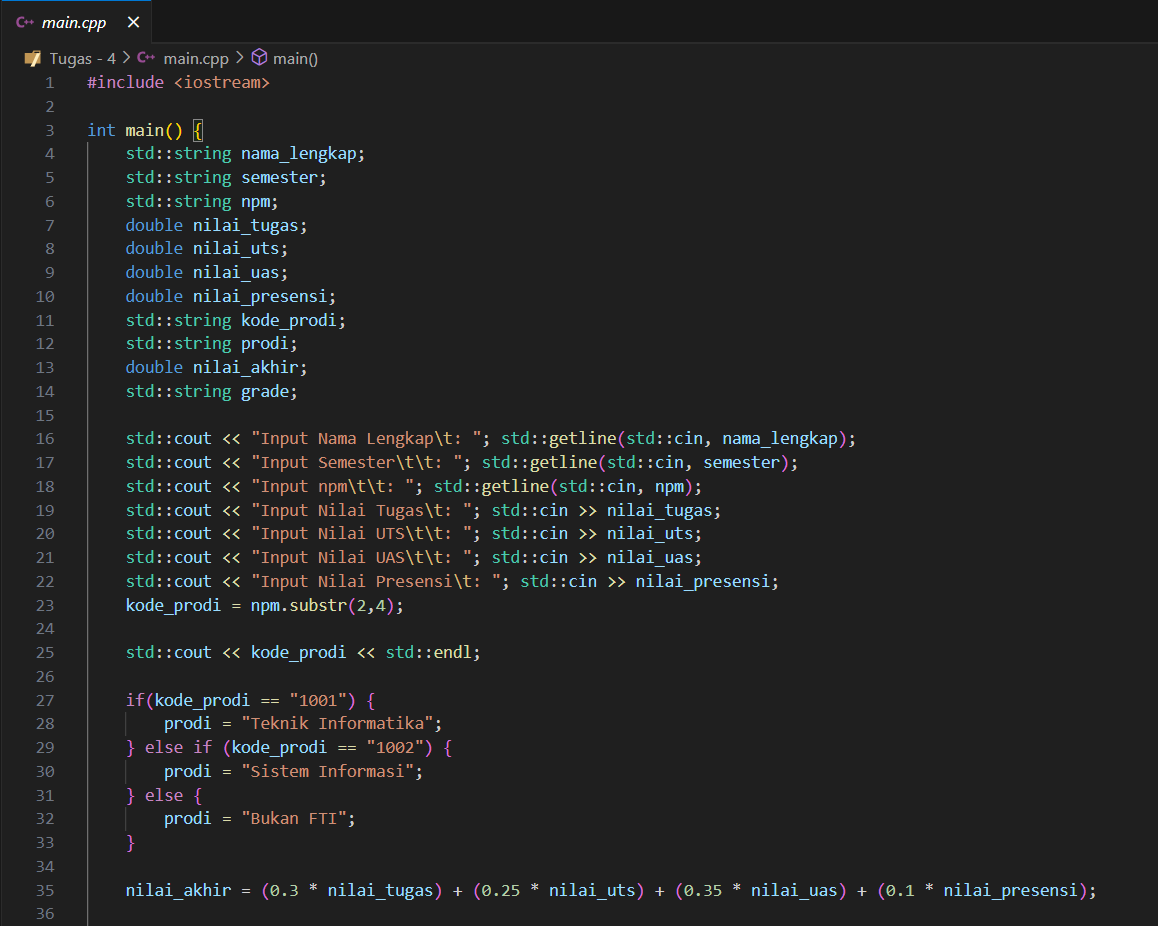 C++ main.cpp ×
Tugas - 4 > C++ main.cpp > main()
1 #include <iostream>
2
3 int main() {
4     std::string nama_lengkap;
5     std::string semester;
6     std::string npm;
7     double nilai_tugas;
8     double nilai_uts;
9     double nilai_uas;
10     double nilai_presensi;
11     std::string kode_prodi;
12     std::string prodi;
13     double nilai_akhir;
14     std::string grade;
15
16     std::cout << "Input Nama Lengkap\t: "; std::getline(std::cin, nama_lengkap);
17     std::cout << "Input Semester\t\t: "; std::getline(std::cin, semester);
18     std::cout << "Input npm\t\t: "; std::getline(std::cin, npm);
19     std::cout << "Input Nilai Tugas\t: "; std::cin >> nilai_tugas;
20     std::cout << "Input Nilai UTS\t\t: "; std::cin >> nilai_uts;
21     std::cout << "Input Nilai UAS\t\t: "; std::cin >> nilai_uas;
22     std::cout << "Input Nilai Presensi\t: "; std::cin >> nilai_presensi;
23     kode_prodi = npm.substr(2,4);
24
25     std::cout << kode_prodi << std::endl;
26
27     if(kode_prodi == "1001") {
28         prodi = "Teknik Informatika";
29     } else if (kode_prodi == "1002") {
30         prodi = "Sistem Informasi";
31     } else {
32         prodi = "Bukan FTI";
33     }
34
35     nilai_akhir = (0.3 * nilai_tugas) + (0.25 * nilai_uts) + (0.35 * nilai_uas) + (0.1 * nilai_presensi);
36